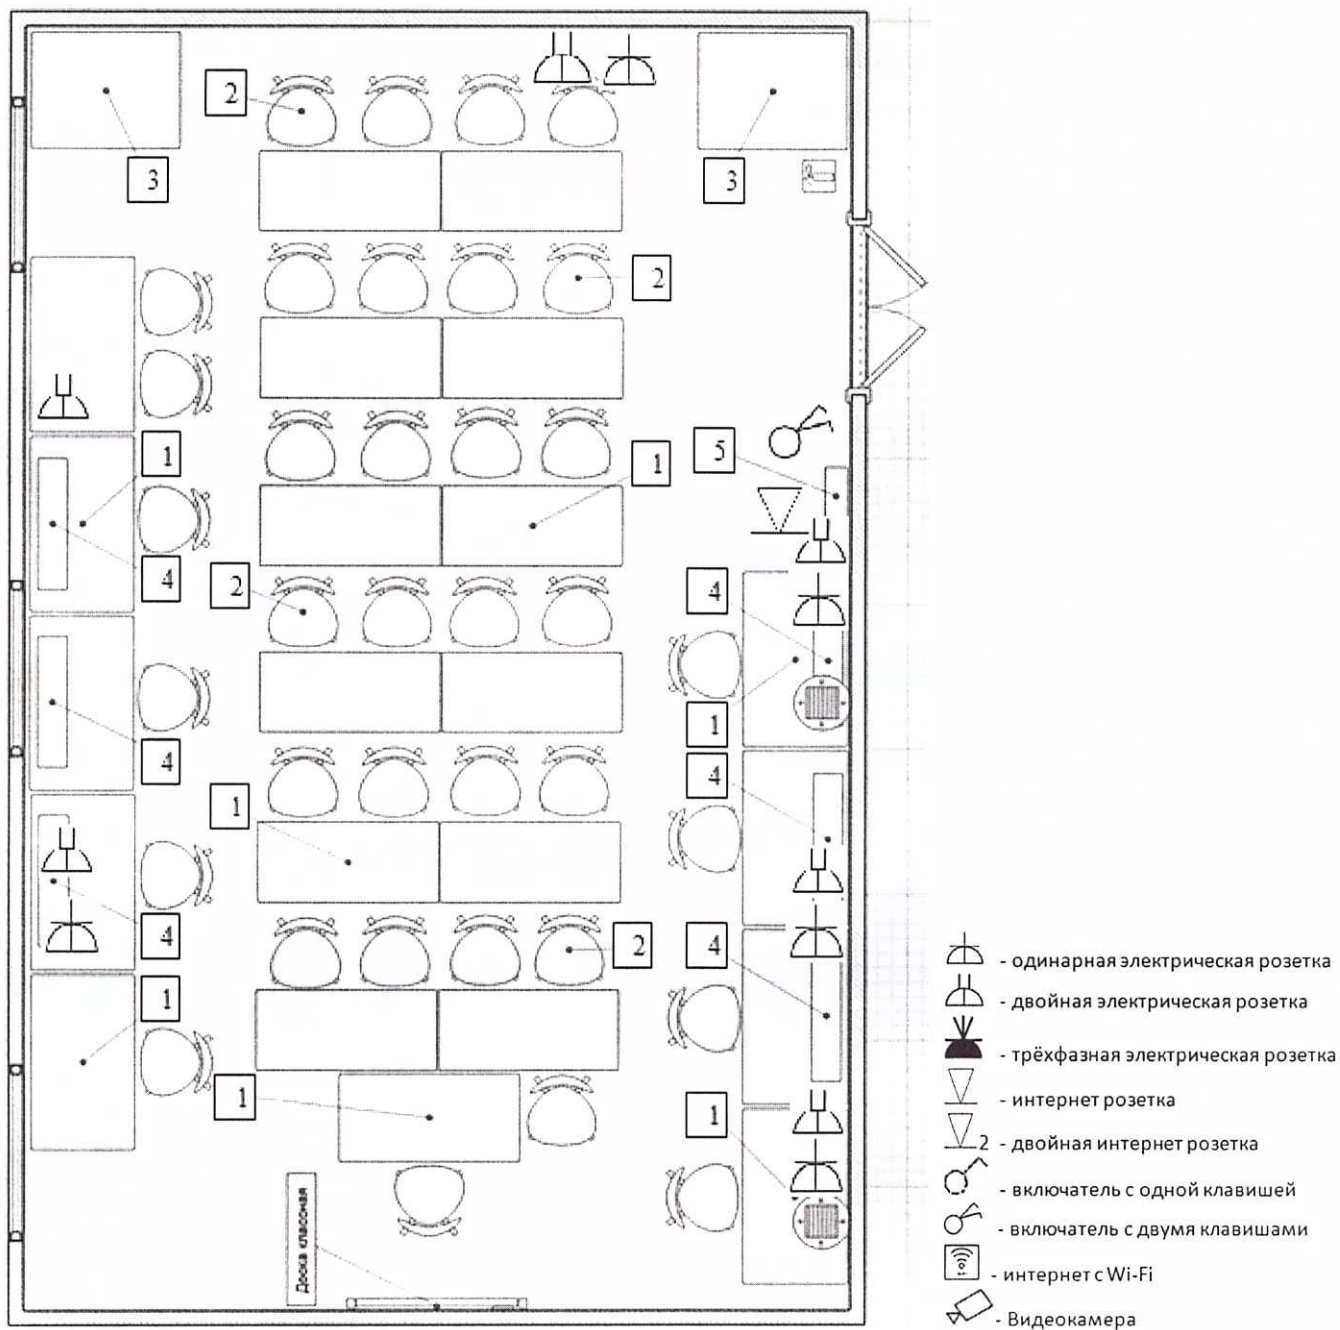 2
3
3
2
1
5
1
4
2
4
1
4
4
1
4
2
4
1
1
1
Доска классная
- одинарная электрическая розетка
- двойная электрическая розетка
- трёхфазная электрическая розетка
- интернет розетка
2 - двойная интернет розетка
- включатель с одной клавишей
- включатель с двумя клавишами
- интернет с Wi-Fi
- Видеокамера